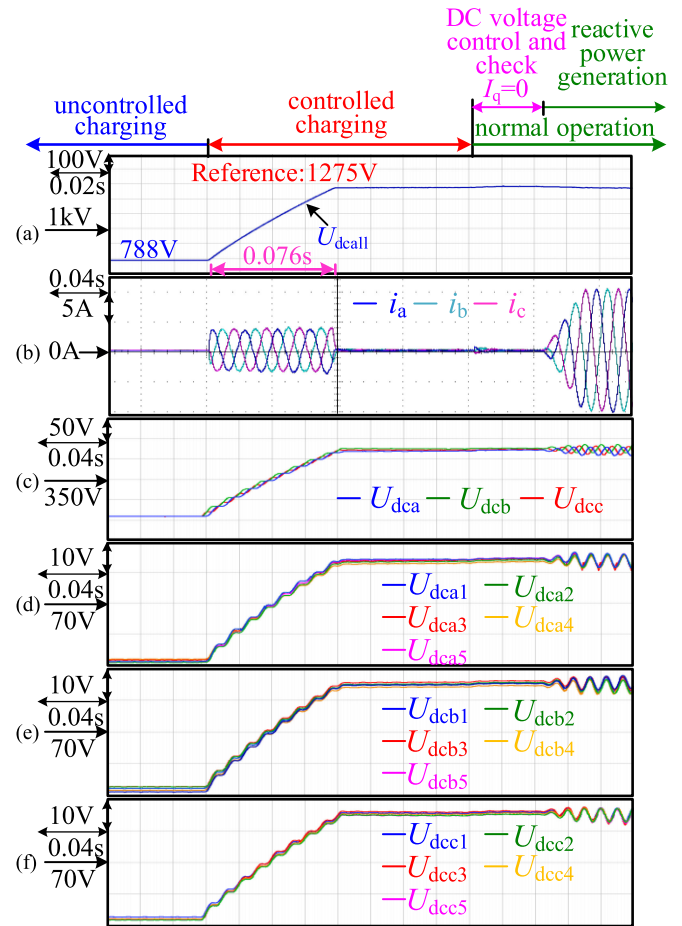 DC voltage
control and
check
I_q=0
reactive
power
generation
uncontrolled
charging
controlled
charging
normal operation
100V
0.02s
1kV
(a)
Reference:1275V
788V
U_dcall
0.076s
0.04s
5A
(b) 0A
i_a i_b i_c
50V
0.04s
(c)
350V
U_dca U_dcb U_dcc
10V
0.04s
(d)
70V
U_dca1 U_dca2
U_dca3 U_dca4
U_dca5
10V
0.04s
(e)
70V
U_dcb1 U_dcb2
U_dcb3 U_dcb4
U_dcb5
10V
0.04s
(f)
70V
U_dcc1 U_dcc2
U_dcc3 U_dcc4
U_dcc5